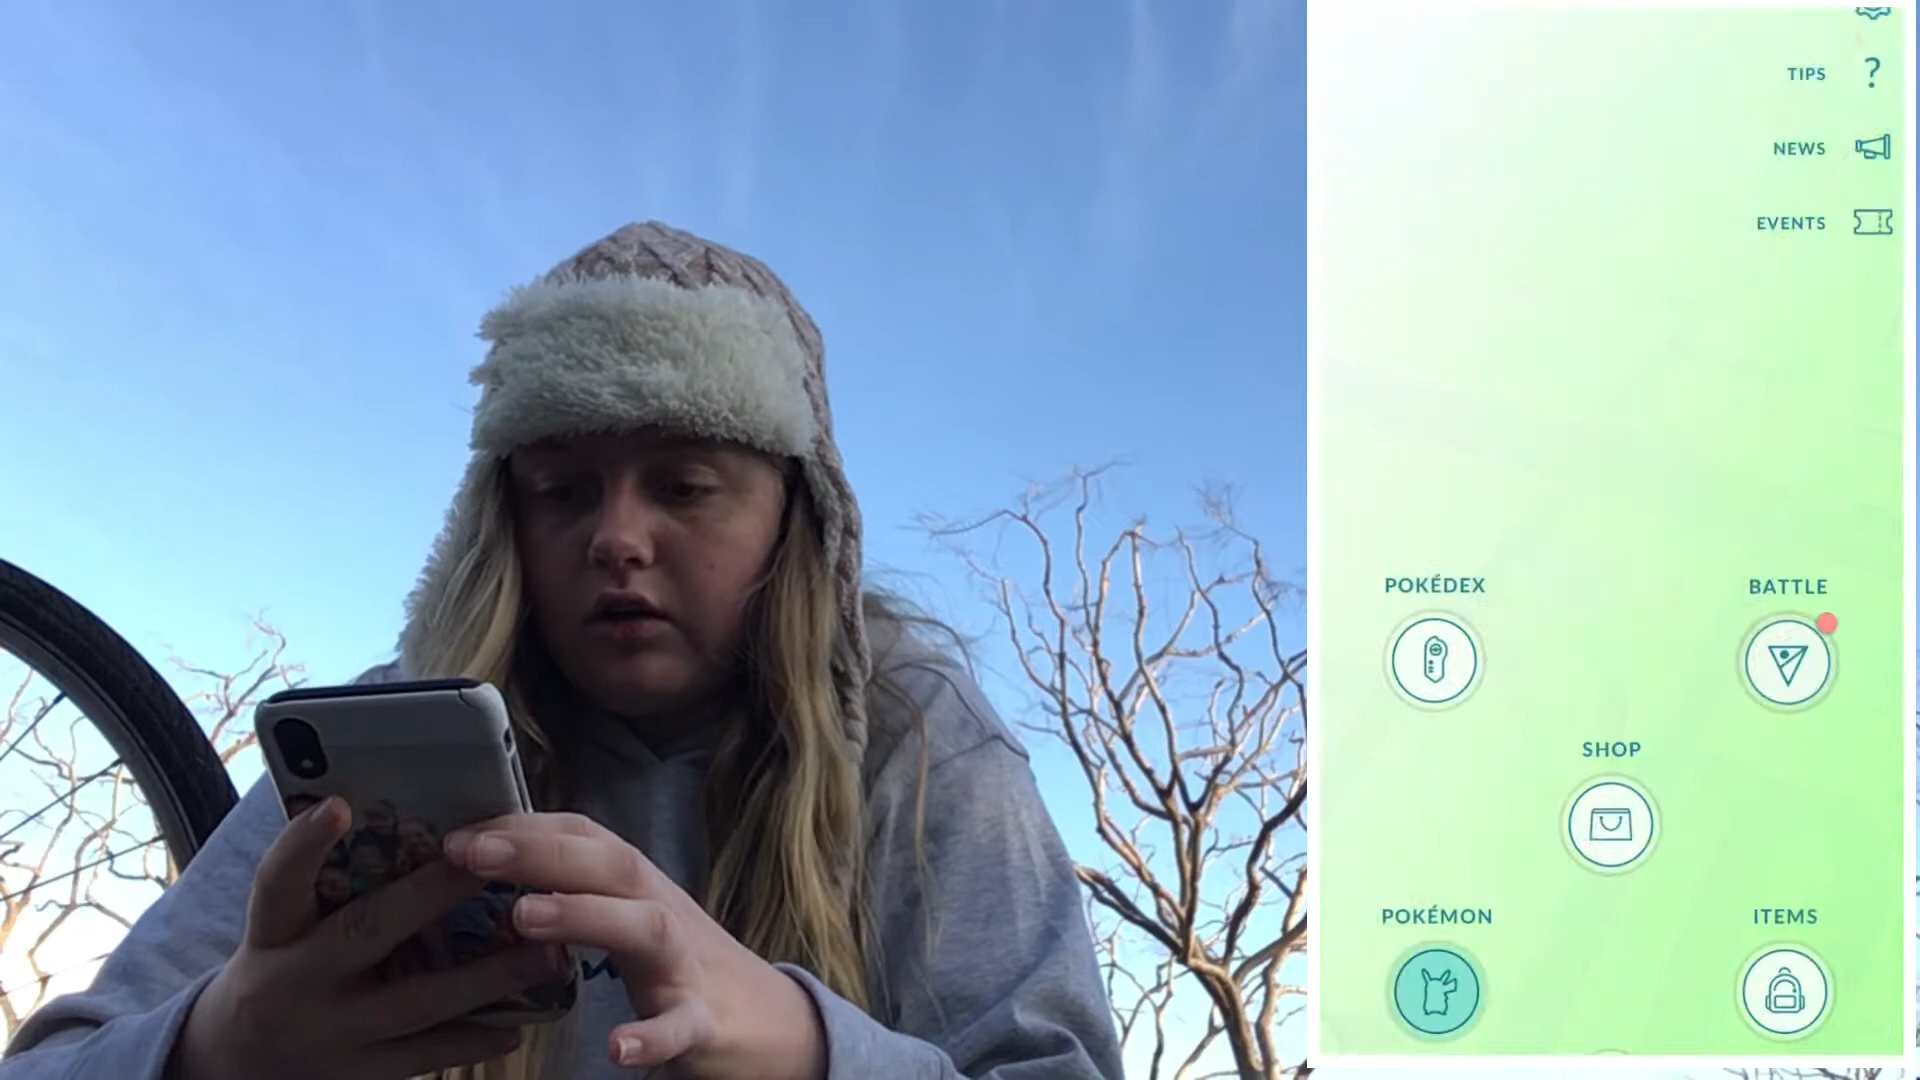 TIPS
NEWS
EVENTS
POKÉDEX
BATTLE
SHOP
POKÉMON
ITEMS